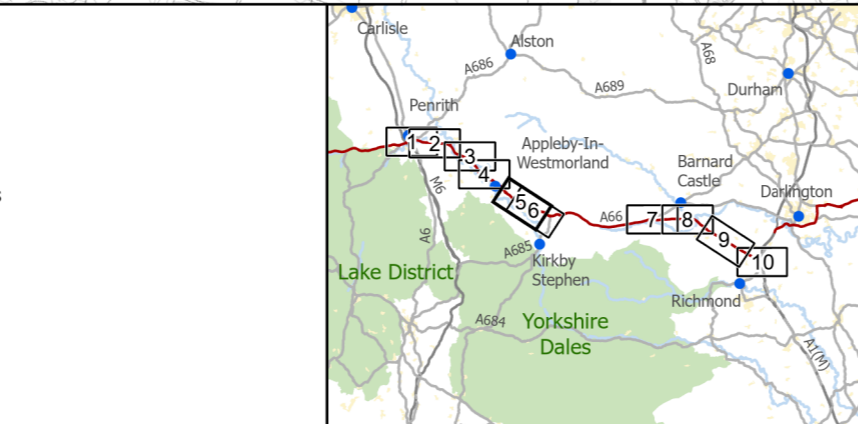 Carlisle
Alston
A68
A686
A689
Durham
Penrith
1
2
3
4
Appleby-In-
Westmorland
Barnard
Castle
M6
5
6
A66
7
8
Darlington
A6
A685
9
10
Lake District
Kirkby
Stephen
Richmond
A684
Yorkshire
Dales
A1(M)